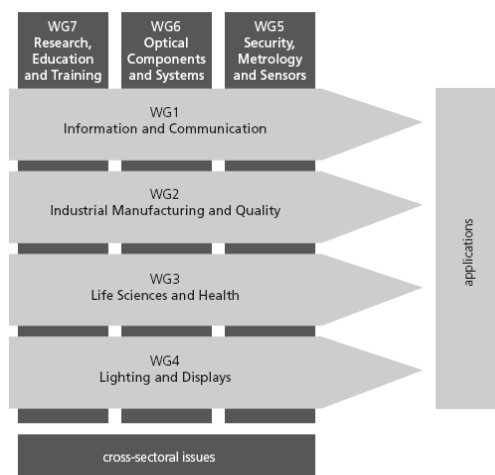 WG7
Research,
Education
and Training
WG6
Optical
Components
and Systems
WG5
Security,
Metrology
and Sensors
WG1
Information and Communication
WG2
Industrial Manufacturing and Quality
WG3
Life Sciences and Health
WG4
Lighting and Displays
applications
cross-sectoral issues